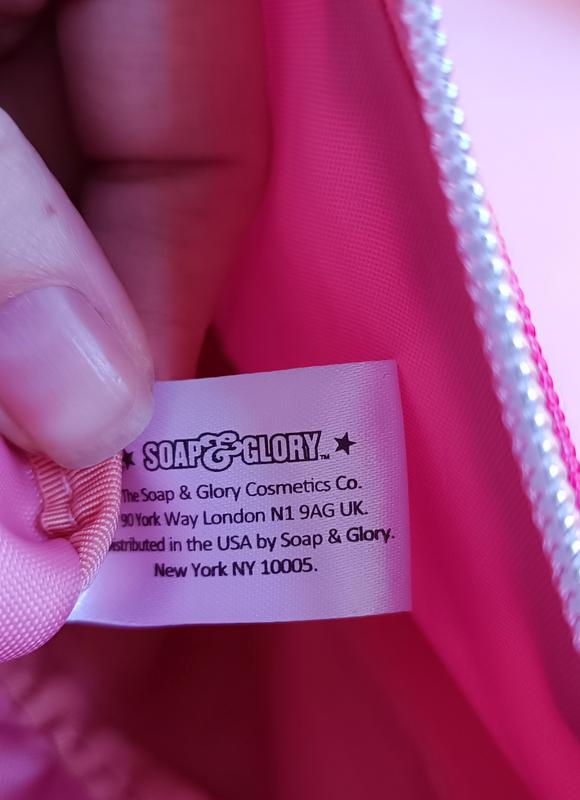 ★ SOAP&GLORY™ ★
The Soap & Glory Cosmetics Co.
90 York Way London N1 9AG UK.
in the USA by Soap & Glory.
New York NY 10005.